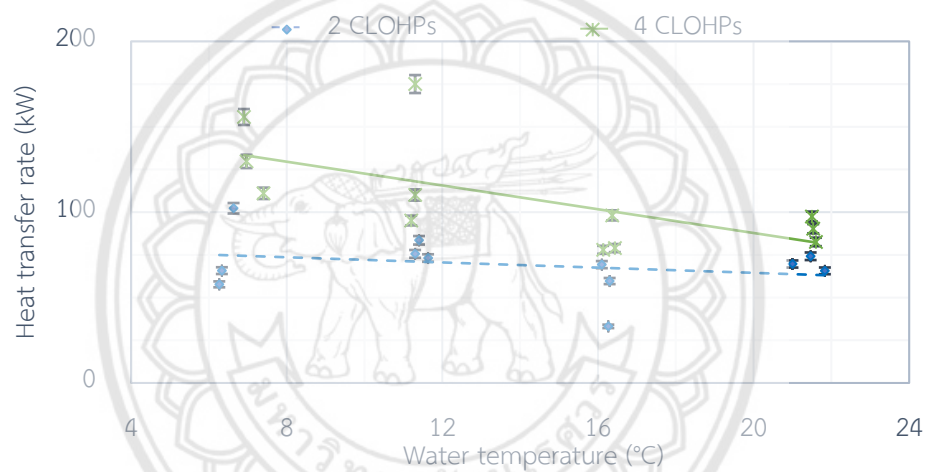 2 CLOHPs 4 CLOHPs
200
100
0
Heat transfer rate (kW)
4 8 12 16 20 24
Water temperature (°C)